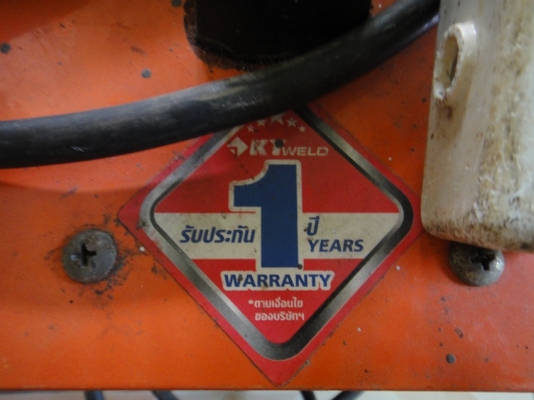 WELD
รับประกัน 1 ปี
YEARS
WARRANTY
*ตามเงื่อนไข
ของบริษัทฯ